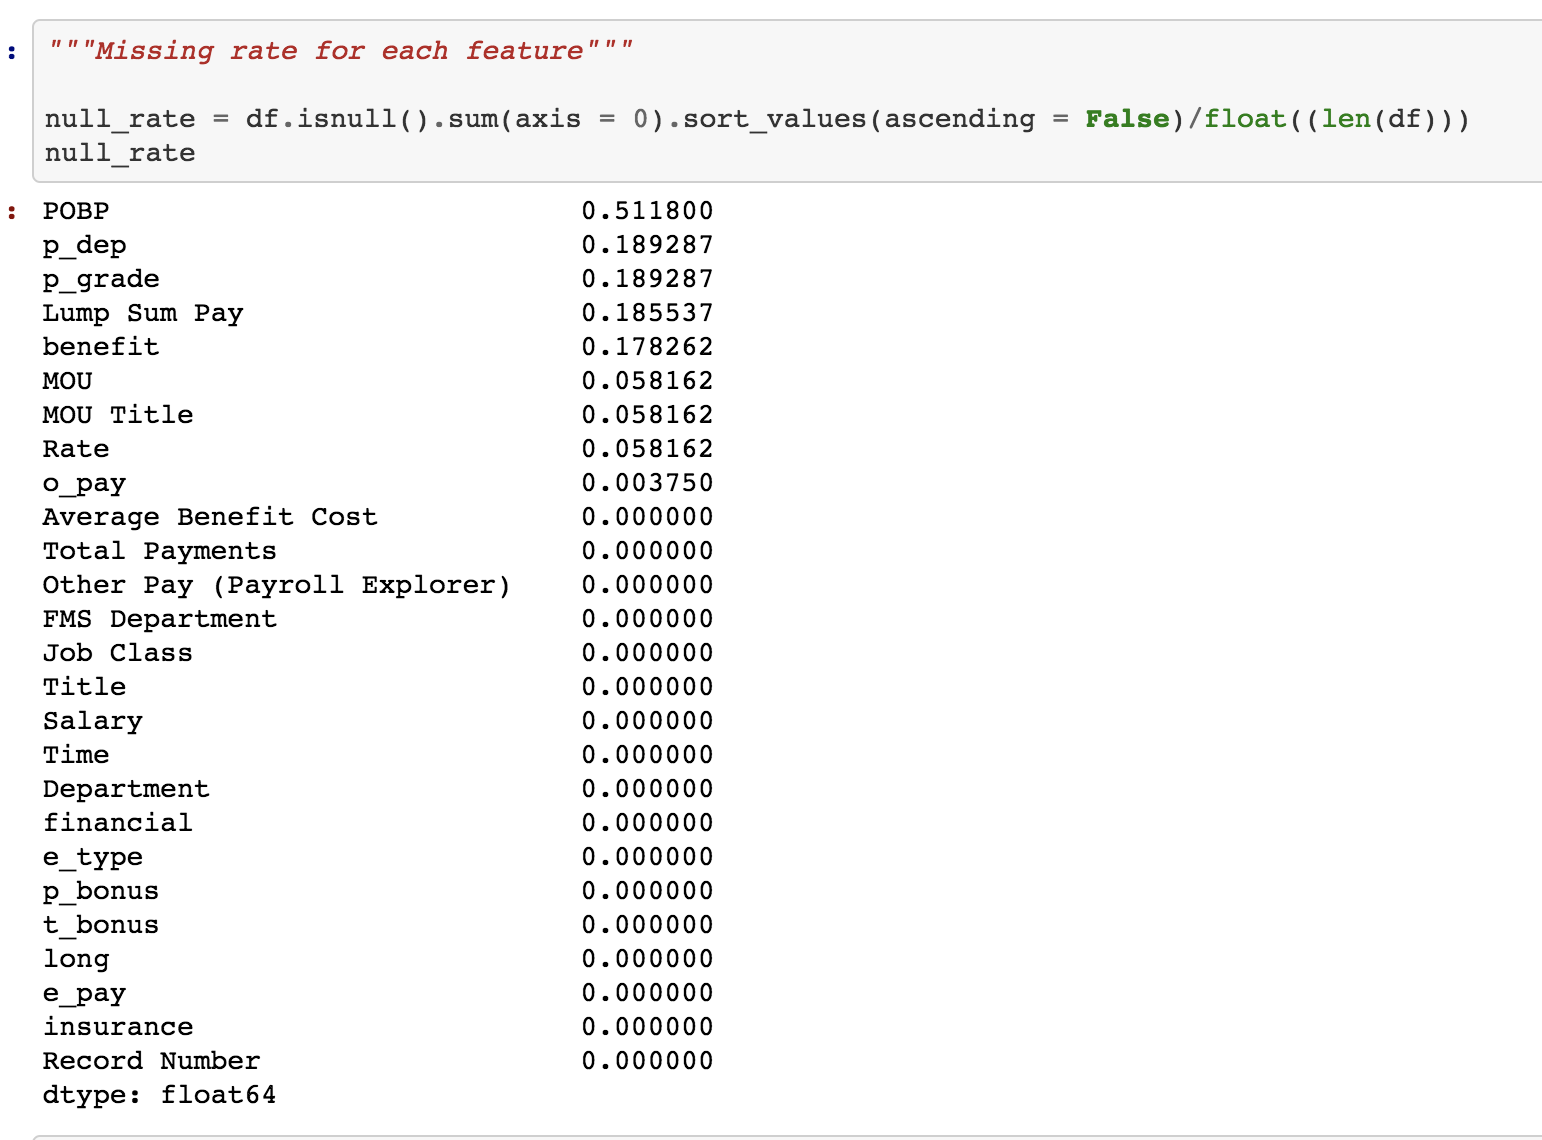 : """Missing rate for each feature"""
null_rate = df.isnull().sum(axis = 0).sort_values(ascending = False)/float((len(df)))
null_rate
: POBP 0.511800
p_dep 0.189287
p_grade 0.189287
Lump Sum Pay 0.185537
benefit 0.178262
MOU 0.058162
MOU Title 0.058162
Rate 0.058162
o_pay 0.003750
Average Benefit Cost 0.000000
Total Payments 0.000000
Other Pay (Payroll Explorer) 0.000000
FMS Department 0.000000
Job Class 0.000000
Title 0.000000
Salary 0.000000
Time 0.000000
Department 0.000000
financial 0.000000
e_type 0.000000
p_bonus 0.000000
t_bonus 0.000000
long 0.000000
e_pay 0.000000
insurance 0.000000
Record Number 0.000000
dtype: float64